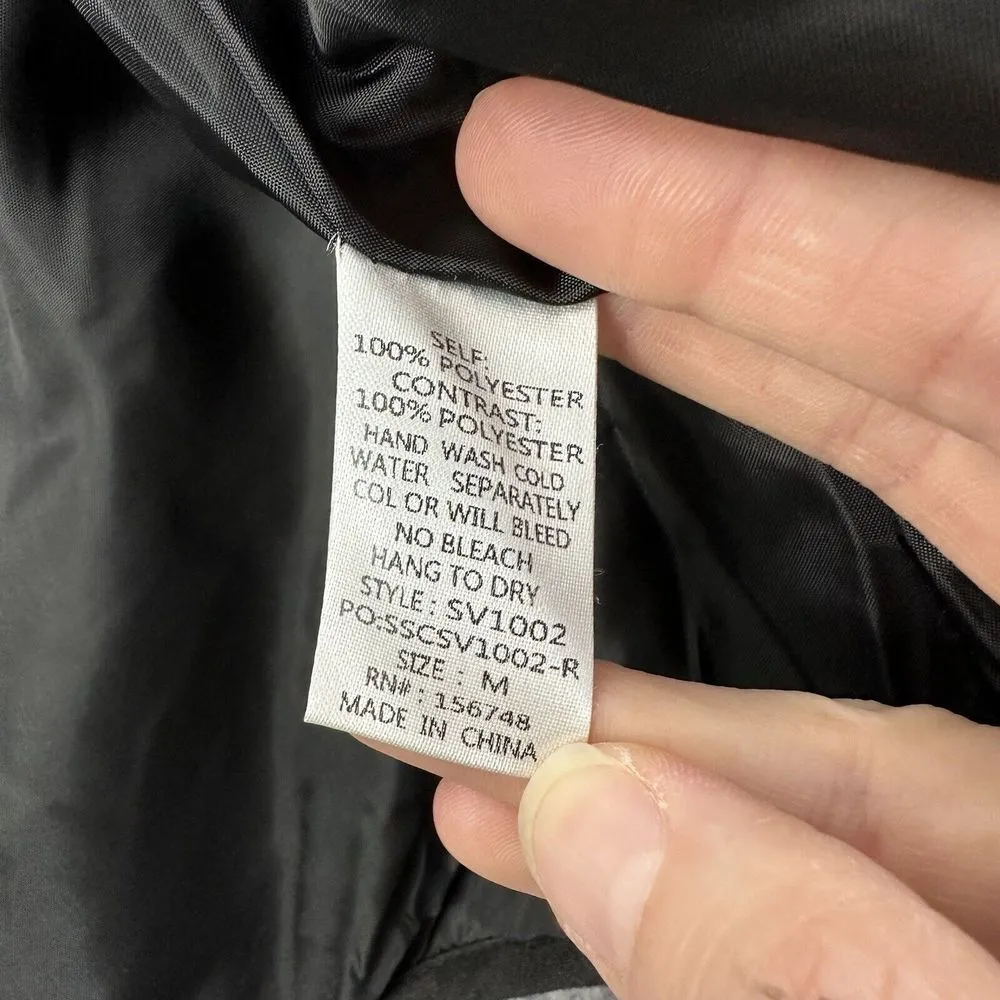 SELF:
100% POLYESTER
CONTRAST:
100% POLYESTER
HAND WASH COLD
WATER SEPARATELY
COL OR WILL BLEED
NO BLEACH
HANG TO DRY
STYLE: SV1002
PO:SSCSV1002-R
SIZE : M
RN#: 156748
MADE IN CHINA